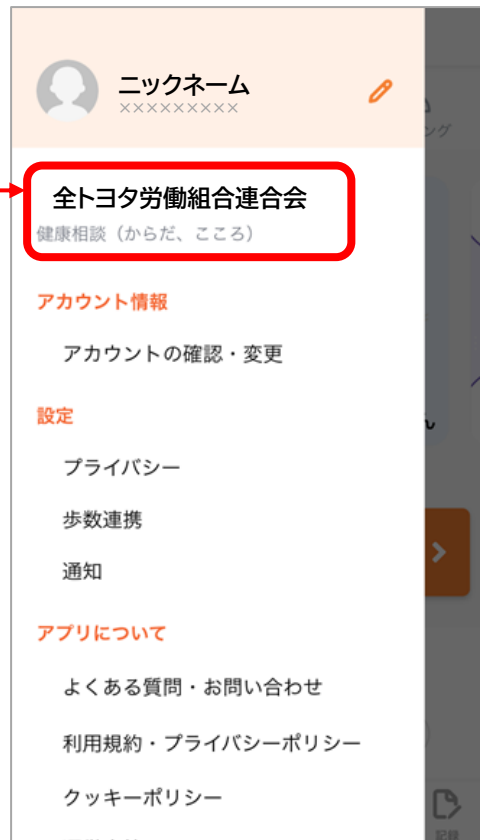 ニックネーム
×××××××××
ング
全トヨタ労働組合連合会
健康相談（からだ、こころ）
アカウント情報
アカウントの確認・変更
設定
ん
プライバシー
歩数連携
通知
アプリについて
よくある質問・お問い合わせ
利用規約・プライバシーポリシー
クッキーポリシー
記録